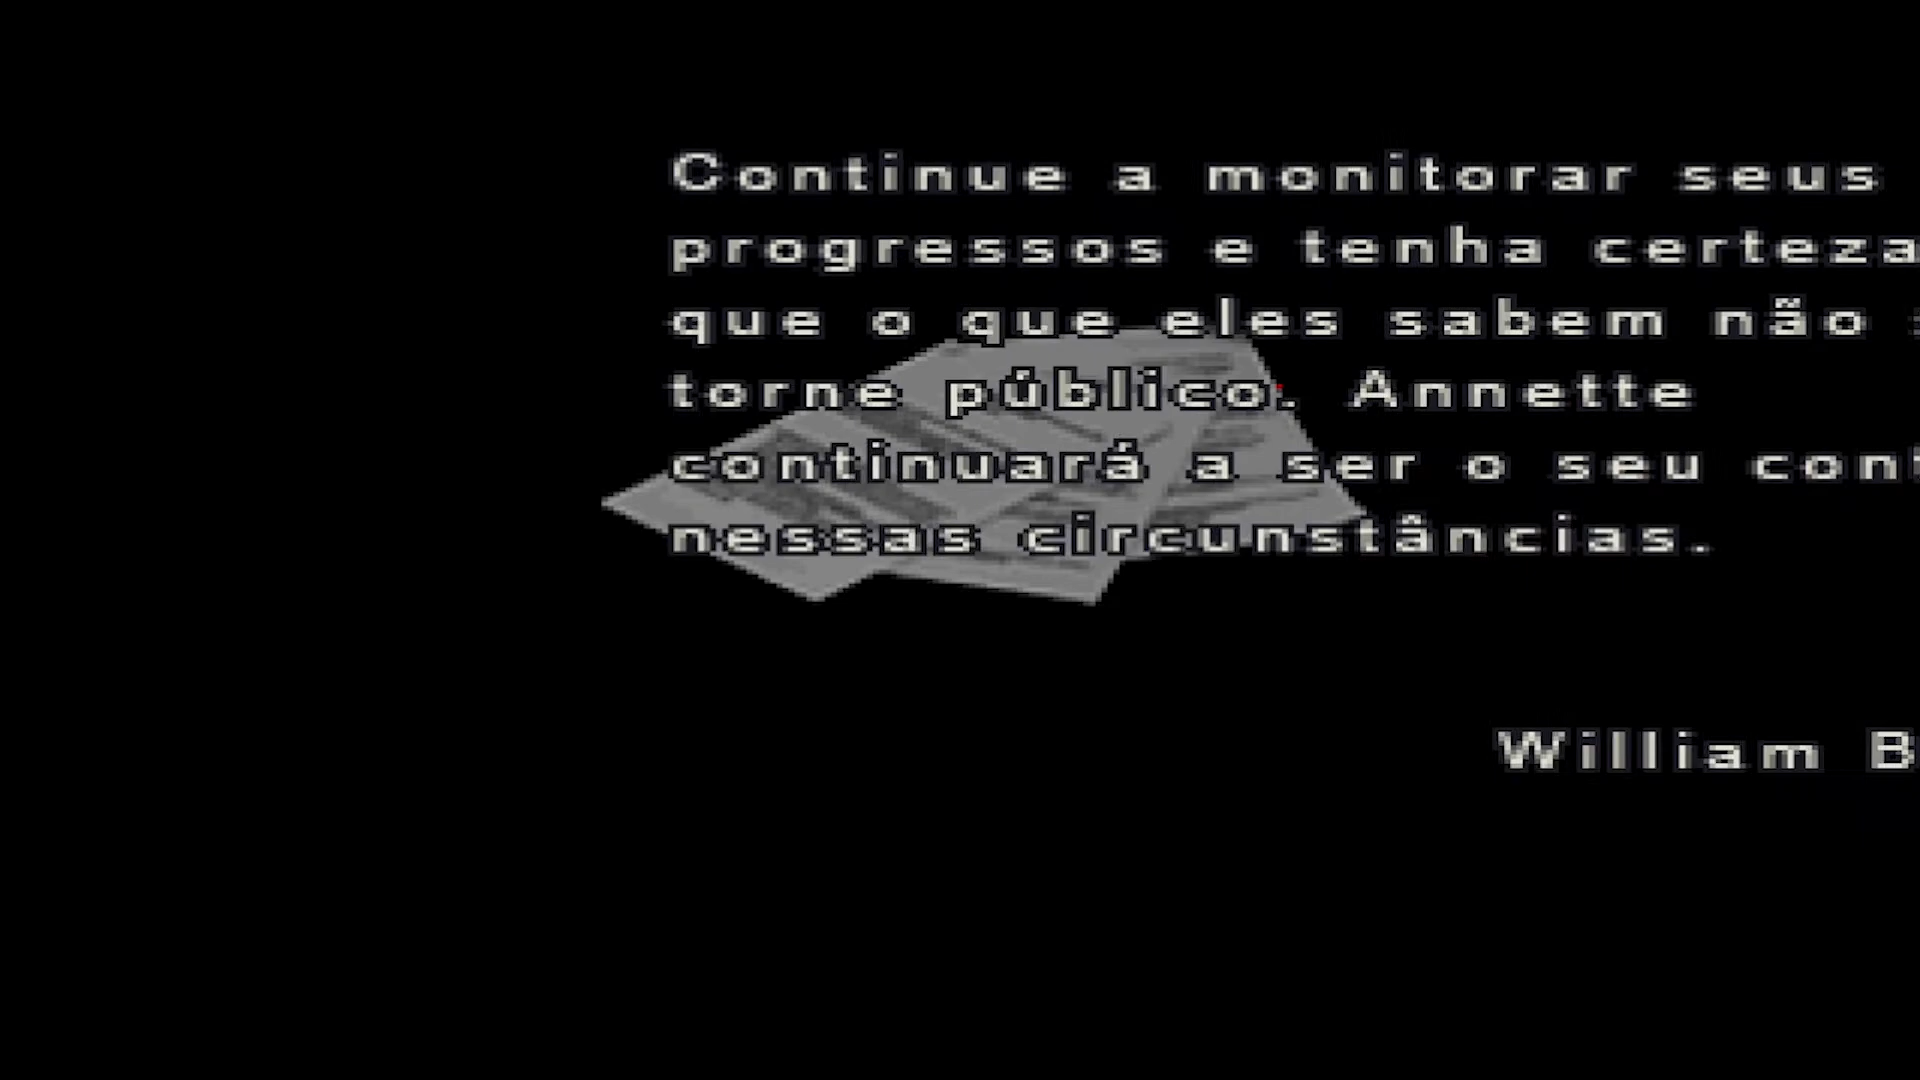 Continue a monitorar seus
progressos e tenha certeza
que o que eles sabem não
torne público. Annette
continuará a ser o seu cont
nessas circunstâncias.
William B